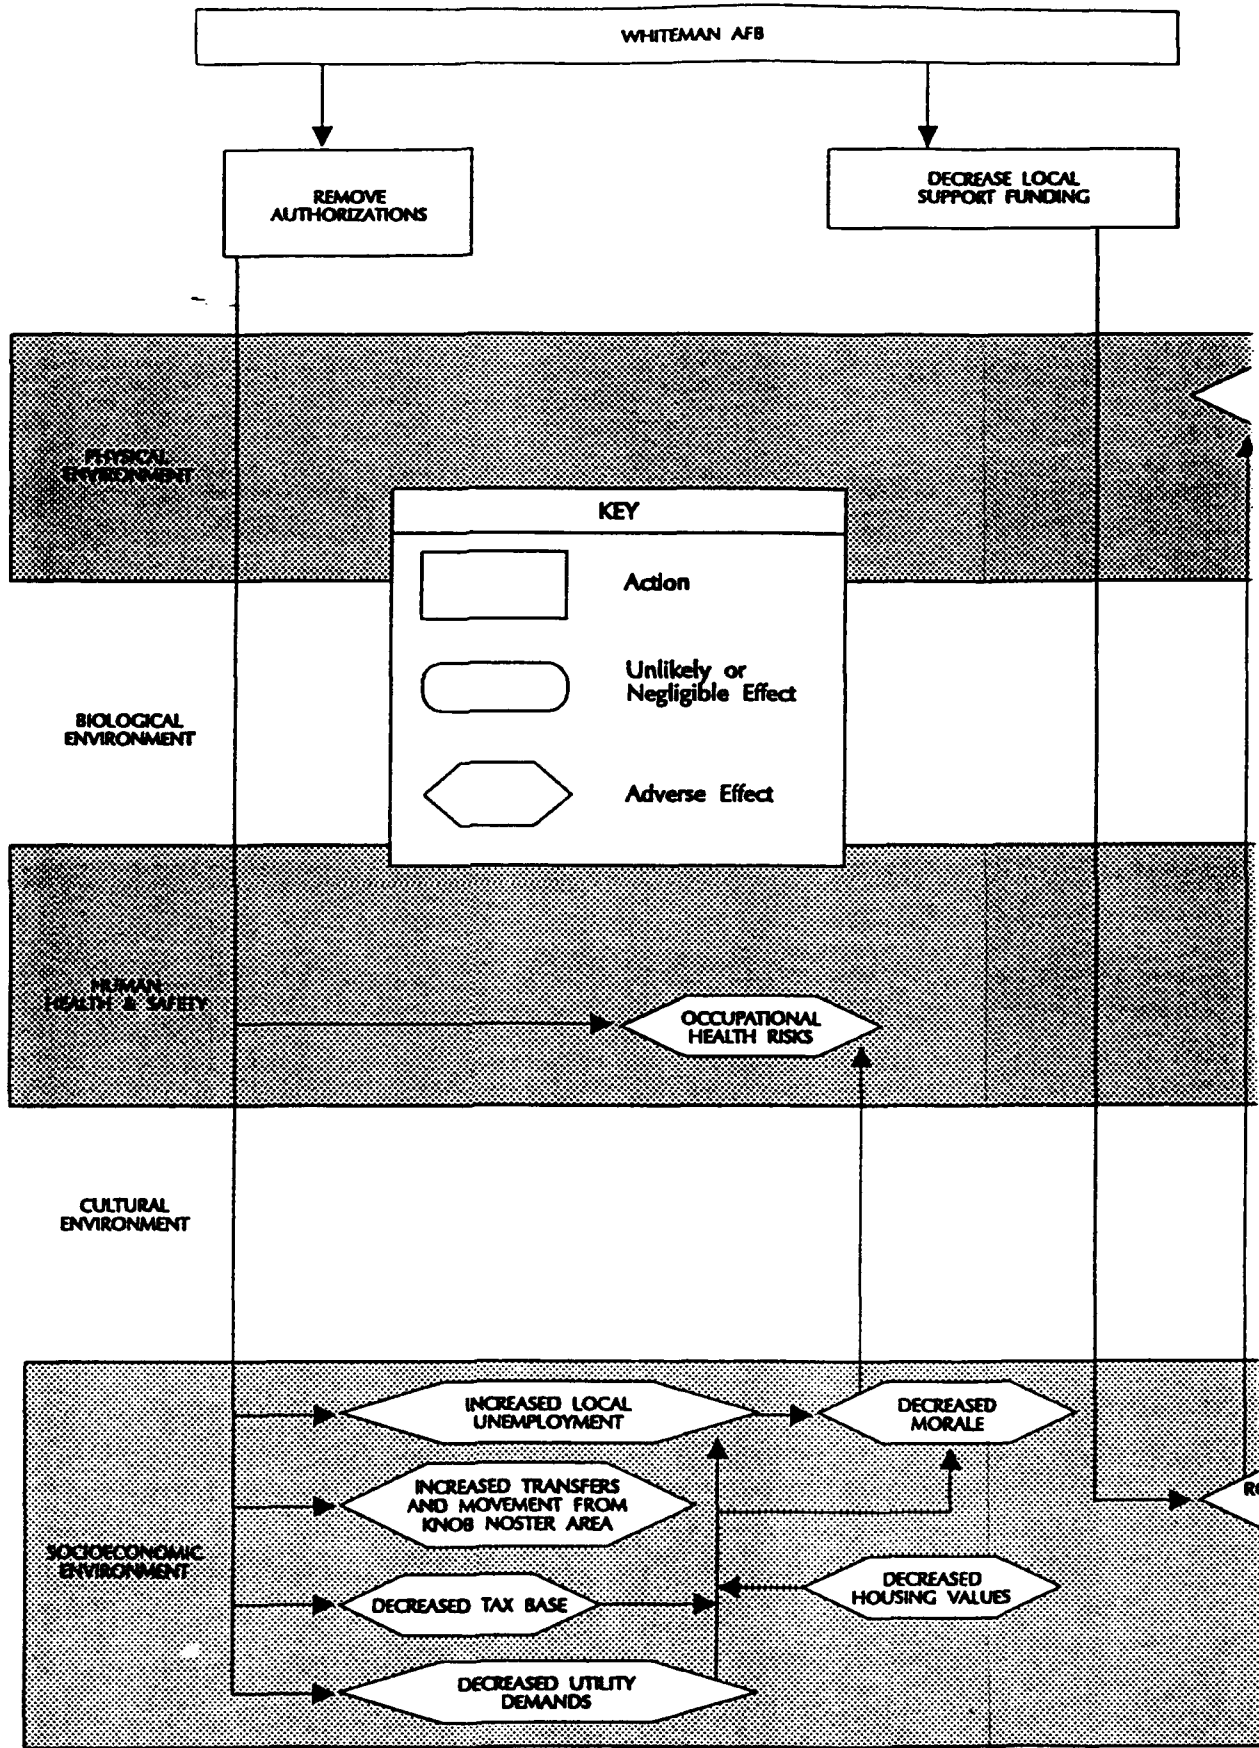 WHITEMAN AFB
REMOVE
AUTHORIZATIONS
DECREASE LOCAL
SUPPORT FUNDING
PHYSICAL
ENVIRONMENT
KEY
Action
Unlikely or
Negligible Effect
Adverse Effect
BIOLOGICAL
ENVIRONMENT
HUMAN
HEALTH & SAFETY
OCCUPATIONAL
HEALTH RISKS
CULTURAL
ENVIRONMENT
INCREASED LOCAL
UNEMPLOYMENT
DECREASED
MORALE
INCREASED TRANSFERS
AND MOVEMENT FROM
KNOB NOSTER AREA
SOCIOECONOMIC
ENVIRONMENT
DECREASED
HOUSING VALUES
DECREASED TAX BASE
DECREASED UTILITY
DEMANDS